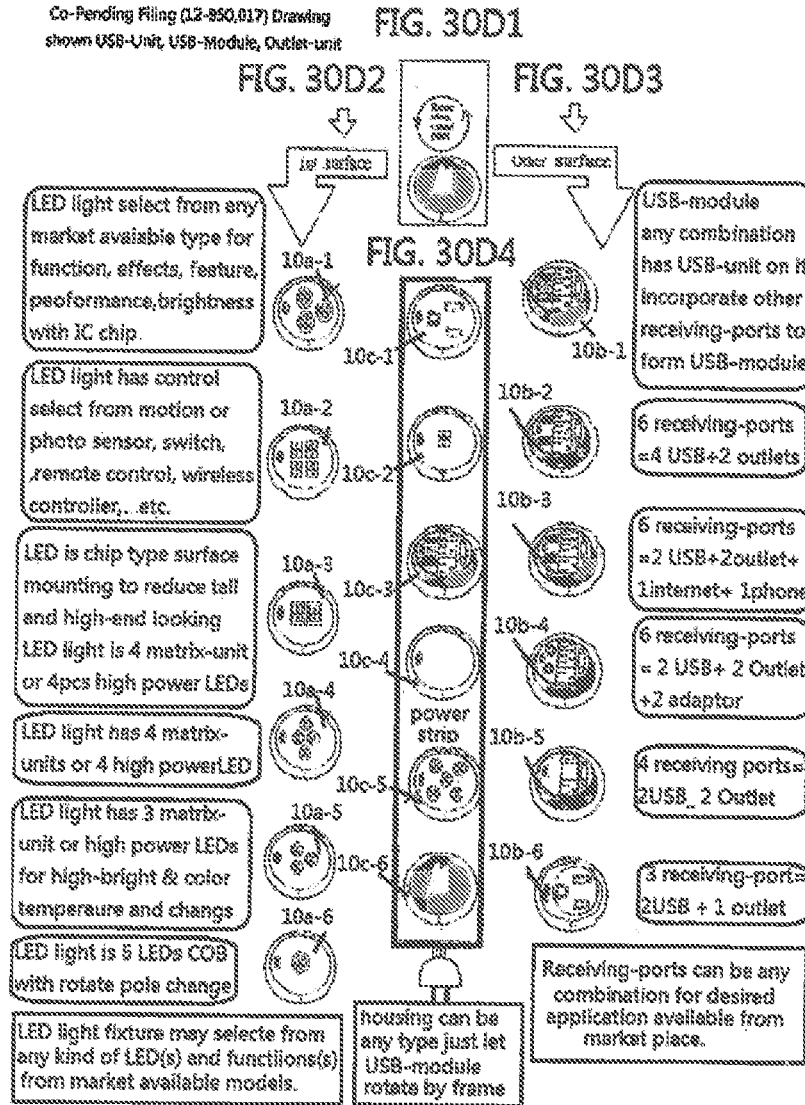 Co-Pending Filing (12-950,017) Drawing
shown USB-Unit, USB-Module, Outlet-unit
FIG. 30D1
FIG. 30D2
FIG. 30D3
1st surface
Other surface
LED light select from any
market avaiable type for
function, effects, feature,
peoformance,brightness
with IC chip.
10a-1
LED light has control
select from motion or
photo sensor, switch,
,remote control, wireless
controller,...etc.
10a-2
LED is chip type surface
mounting to reduce tall
and high-end looking
LED light is 4 matrix-unit
or 4pcs high power LEDs
10a-3
LED light has 4 matrix-
units or 4 high powerLED
10a-4
LED light has 3 matrix-
unit or high power LEDs
for high-bright & color
temperaure and changs
10a-5
LED light is 5 LEDs COB
with rotate pole change
10a-6
LED light fixture may selecte from
any kind of LED(s) and functiions(s)
from market available models.
FIG. 30D4
10c-1
10c-2
10c-3
10c-4
power
strip
10c-5
10c-6
housing can be
any type just let
USB-module
rotate by frame
USB-module
any combination
has USB-unit on it
incorporate other
receiving-ports to
form USB-module
10b-1
10b-2
6 receiving-ports
=4 USB+2 outlets
10b-3
6 receiving-ports
=2 USB+2outlet+
1internet+ 1phone
10b-4
6 receiving-ports
= 2 USB+ 2 Outlet
+2 adaptor
10b-5
4 receiving ports=
2USB_ 2 Outlet
10b-6
3 receiving-port=
2USB + 1 outlet
Receiving-ports can be any
combination for desired
application available from
market place.